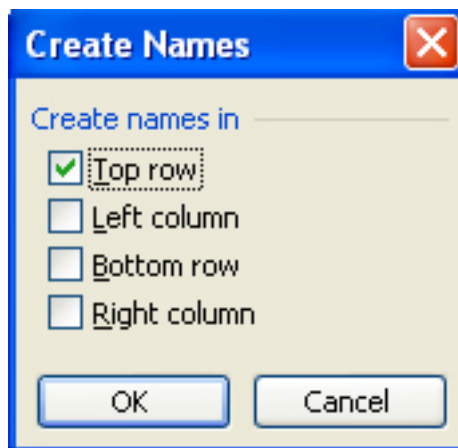 Create Names
Create names in
Top row
Left column
Bottom row
Right column
OK Cancel